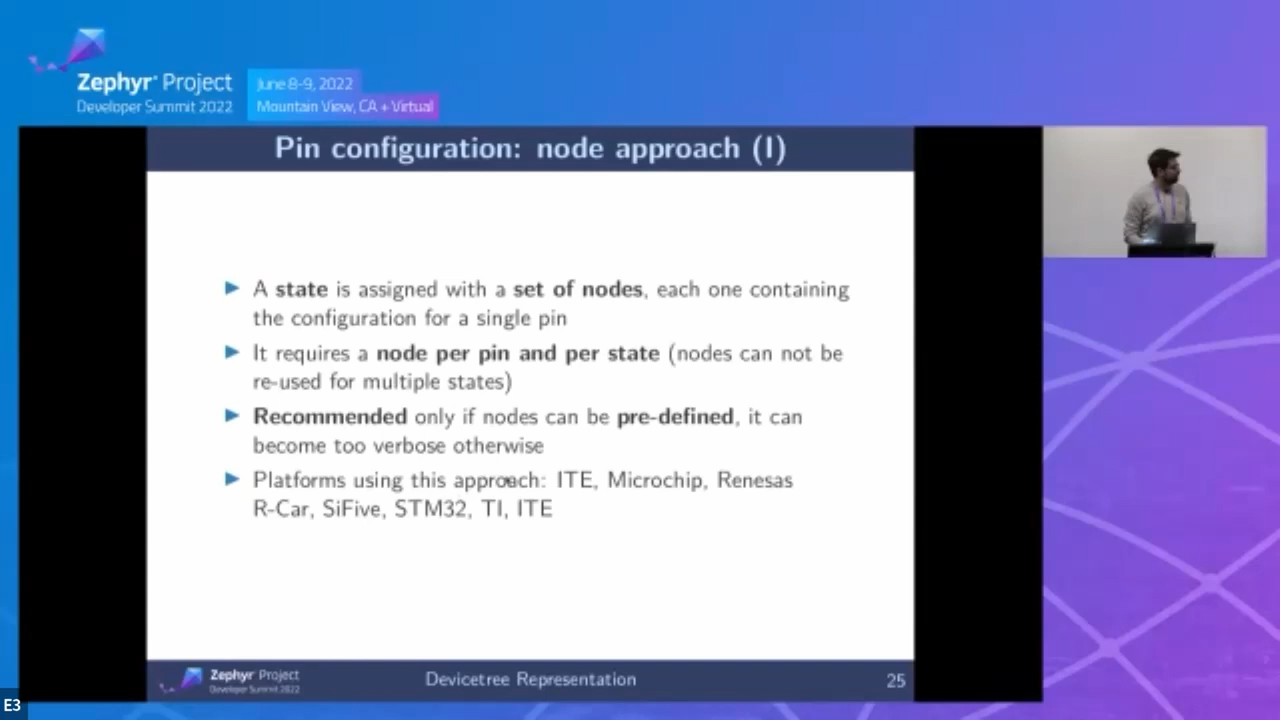 Zephyr® Project
Developer Summit 2022
June 8-9, 2022
Mountain View, CA + Virtual
Pin configuration: node approach (I)
▶ A state is assigned with a set of nodes, each one containing
the configuration for a single pin
▶ It requires a node per pin and per state (nodes can not be
re-used for multiple states)
▶ Recommended only if nodes can be pre-defined, it can
become too verbose otherwise
▶ Platforms using this approach: ITE, Microchip, Renesas
R-Car, SiFive, STM32, TI, ITE
Zephyr® Project
Developer Summit 2022
Devicetree Representation
25
E3